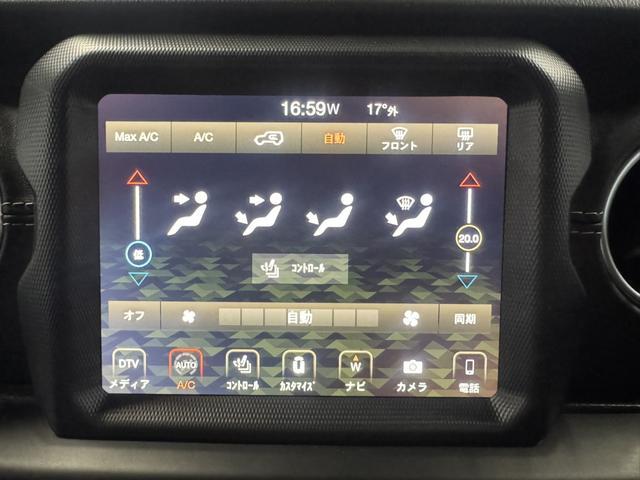 16:59W 17°外
Max A/C A/C 自動 フロント リア
低 20.0
コントロール
オフ 自動 同期
DTV AUTO W
メディア A/C コントロール カスタマイズ ナビ カメラ 電話